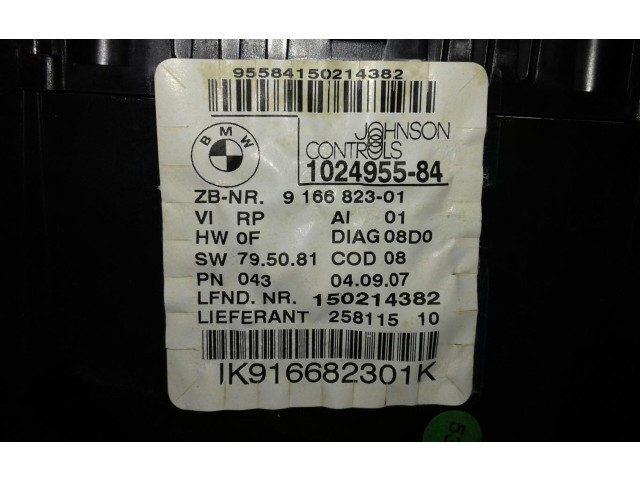 95584150214382
BMW
JOHNSON
CONTROLS
1024955-84
ZB-NR. 9 166 823-01
VI RP AI 01
HW 0F DIAG 08D0
SW 79.50.81 COD 08
PN 043 04.09.07
LFND. NR. 150214382
LIEFERANT 258115 10
IK916682301K